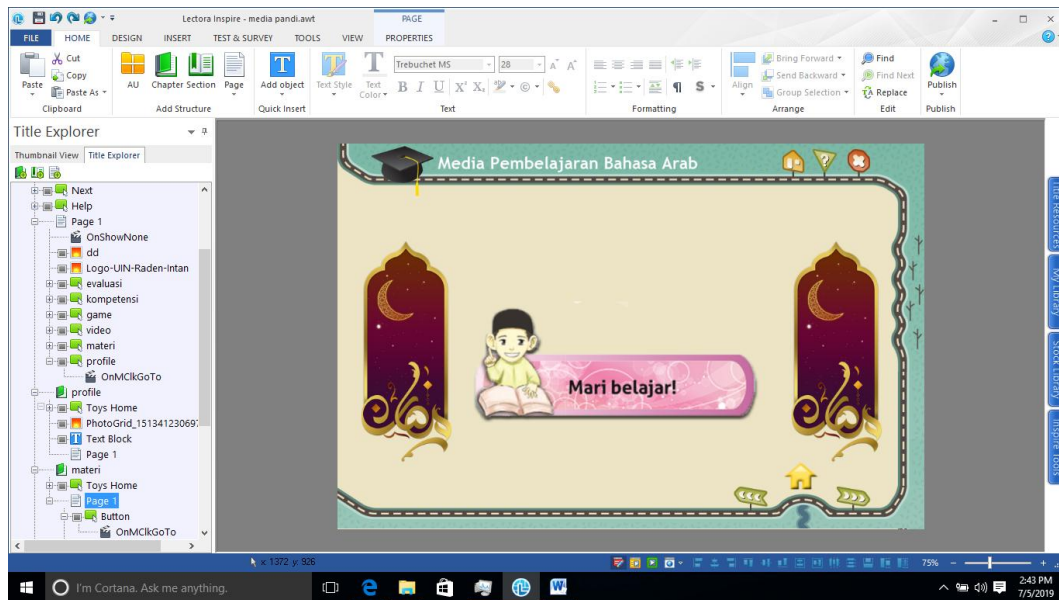 Lectora Inspire - media pandi.awt
PAGE
FILE HOME DESIGN INSERT TEST & SURVEY TOOLS VIEW PROPERTIES
Paste
Cut
Copy
Paste As
Clipboard
AU Chapter Section Page
Add Structure
Add object
Quick Insert
Text Style Text Color
Trebuchet MS 28
B I U X² X₂
Text
Formatting
Align
Bring Forward
Send Backward
Group Selection
Arrange
Find
Find Next
Replace
Edit
Publish
Publish
Title Explorer
Thumbnail View Title Explorer
Next
Help
Page 1
OnShowNone
dd
Logo-UIN-Raden-Intan
evaluasi
kompetensi
game
video
materi
profile
OnMClkGoTo
profile
Toys Home
PhotoGrid_151341230697
Text Block
Page 1
materi
Toys Home
Page 1
Button
OnMClkGoTo
Media Pembelajaran Bahasa Arab
?
Mari belajar!
رمضان
رمضان
Title Resources
My Library
Stock Library
Inspire Tools
x: 1372 y: 926
75%
I'm Cortana. Ask me anything.
2:43 PM
7/5/2019